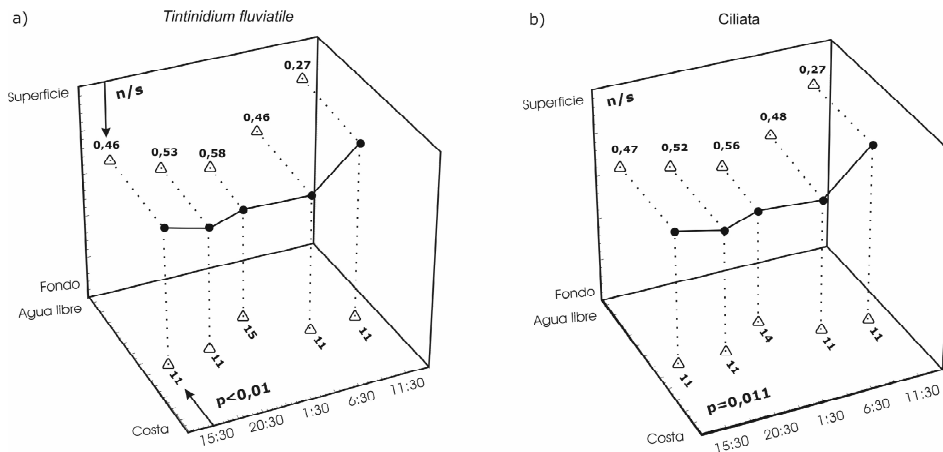 a)
Tintinidium fluviatile
Superficie
n/s
0,46
0,53
0,58
0,46
0,27
Fondo
Agua libre
11
11
15
11
11
p<0,01
Costa
15:30
20:30
1:30
6:30
11:30
b)
Ciliata
Superficie
n/s
0,47
0,52
0,56
0,48
0,27
Fondo
Agua libre
11
11
14
11
11
p=0,011
Costa
15:30
20:30
1:30
6:30
11:30